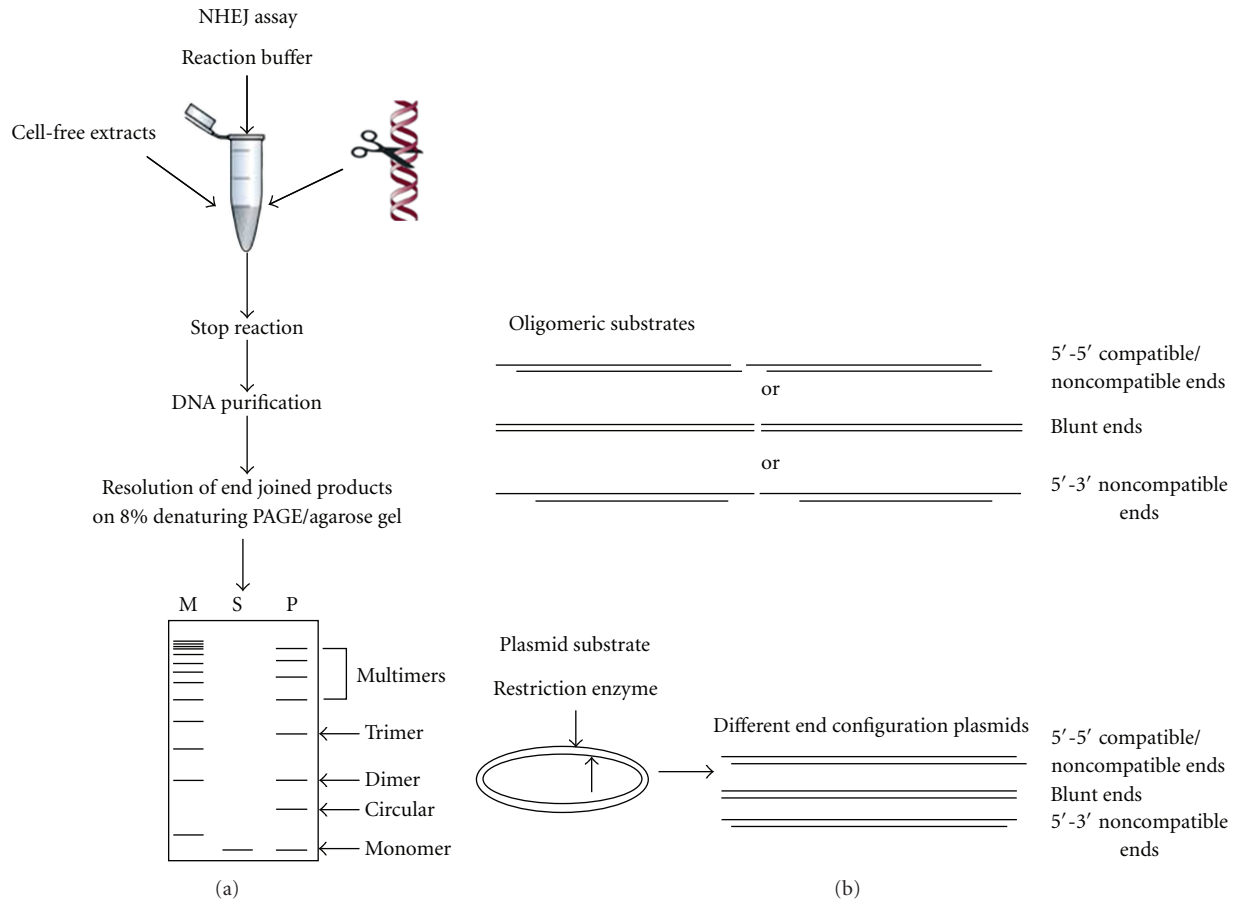 NHEJ assay
Reaction buffer
Cell-free extracts
Stop reaction
DNA purification
Resolution of end joined products
on 8% denaturing PAGE/agarose gel
M S P
Multimers
Trimer
Dimer
Circular
Monomer
(a)
Oligomeric substrates
5′-5′ compatible/
noncompatible ends
or
Blunt ends
or
5′-3′ noncompatible
ends
Plasmid substrate
Restriction enzyme
Different end configuration plasmids
5′-5′ compatible/
noncompatible ends
Blunt ends
5′-3′ noncompatible
ends
(b)